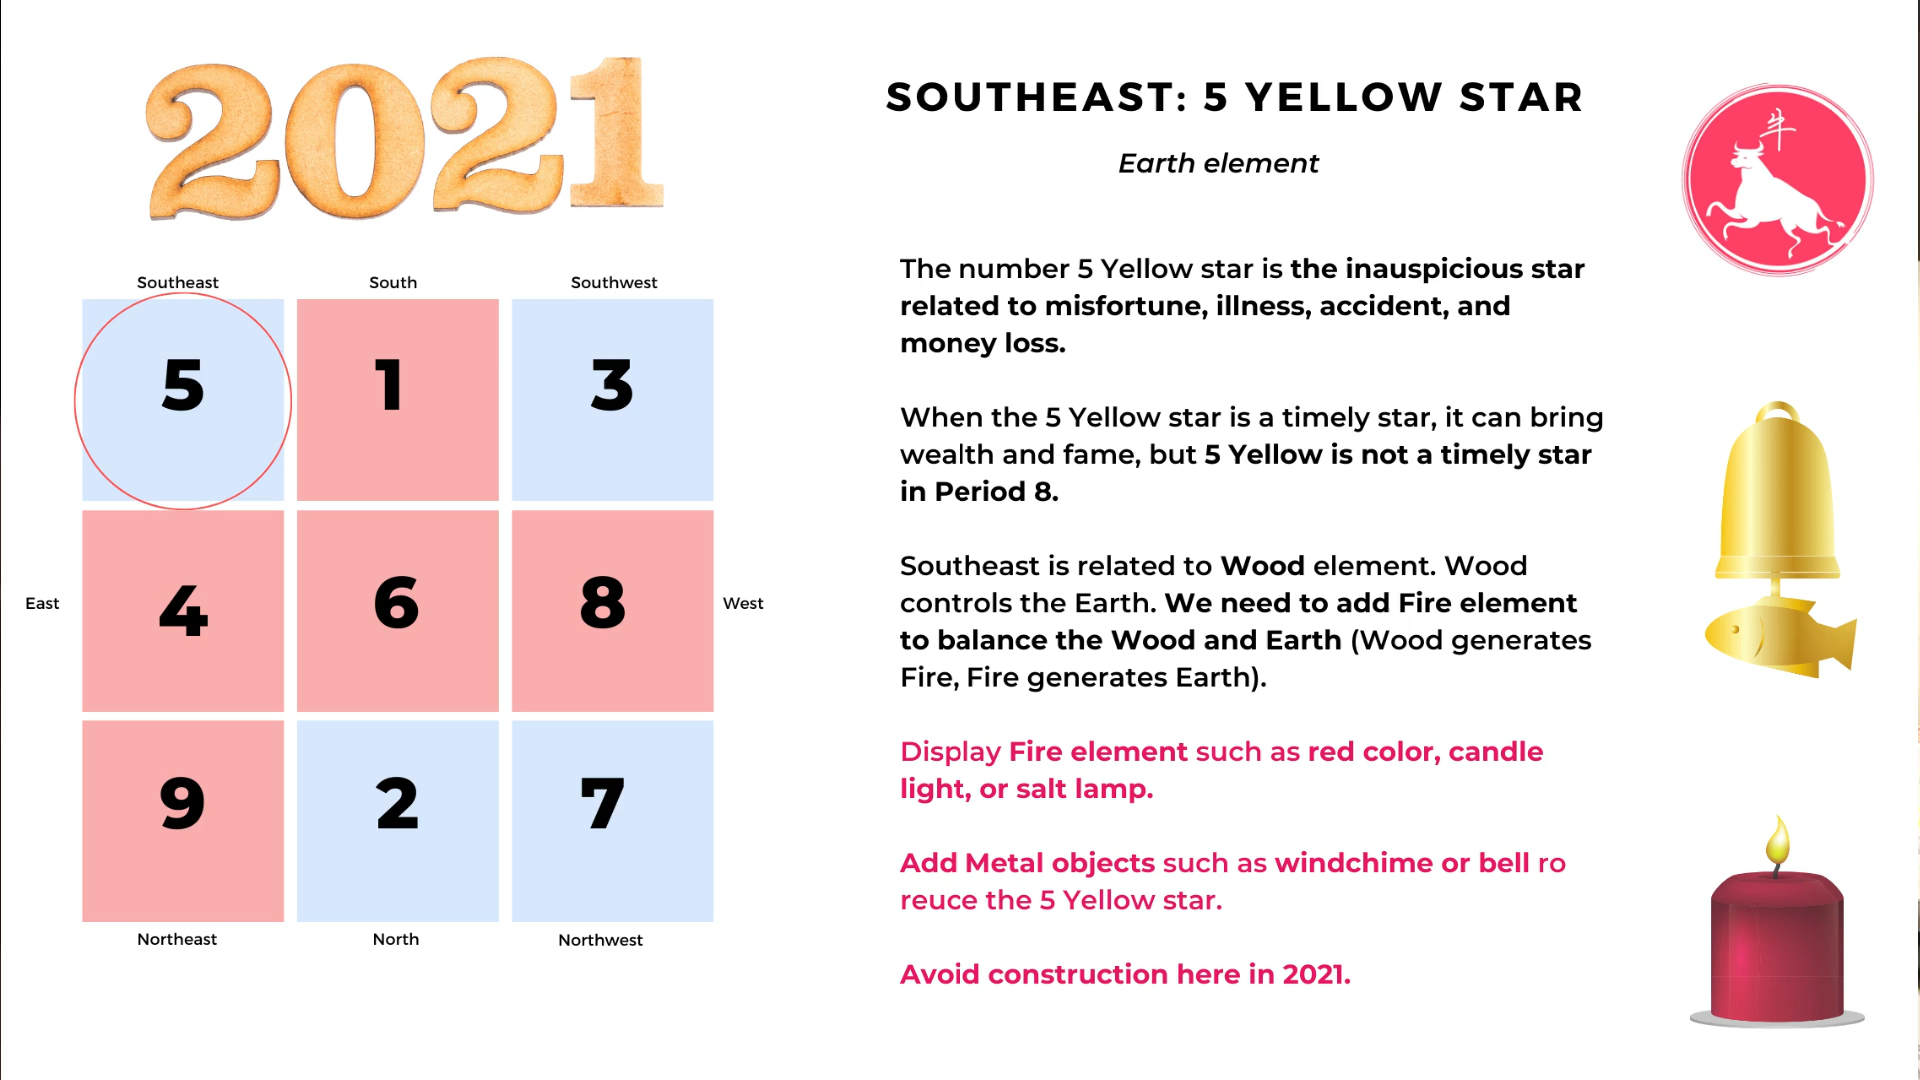 2021
Southeast South Southwest
5 1 3
East 4 6 8 West
9 2 7
Northeast North Northwest
SOUTHEAST: 5 YELLOW STAR
Earth element
The number 5 Yellow star is the inauspicious star
related to misfortune, illness, accident, and
money loss.
When the 5 Yellow star is a timely star, it can bring
wealth and fame, but 5 Yellow is not a timely star
in Period 8.
Southeast is related to Wood element. Wood
controls the Earth. We need to add Fire element
to balance the Wood and Earth (Wood generates
Fire, Fire generates Earth).
Display Fire element such as red color, candle
light, or salt lamp.
Add Metal objects such as windchime or bell ro
reuce the 5 Yellow star.
Avoid construction here in 2021.
牛